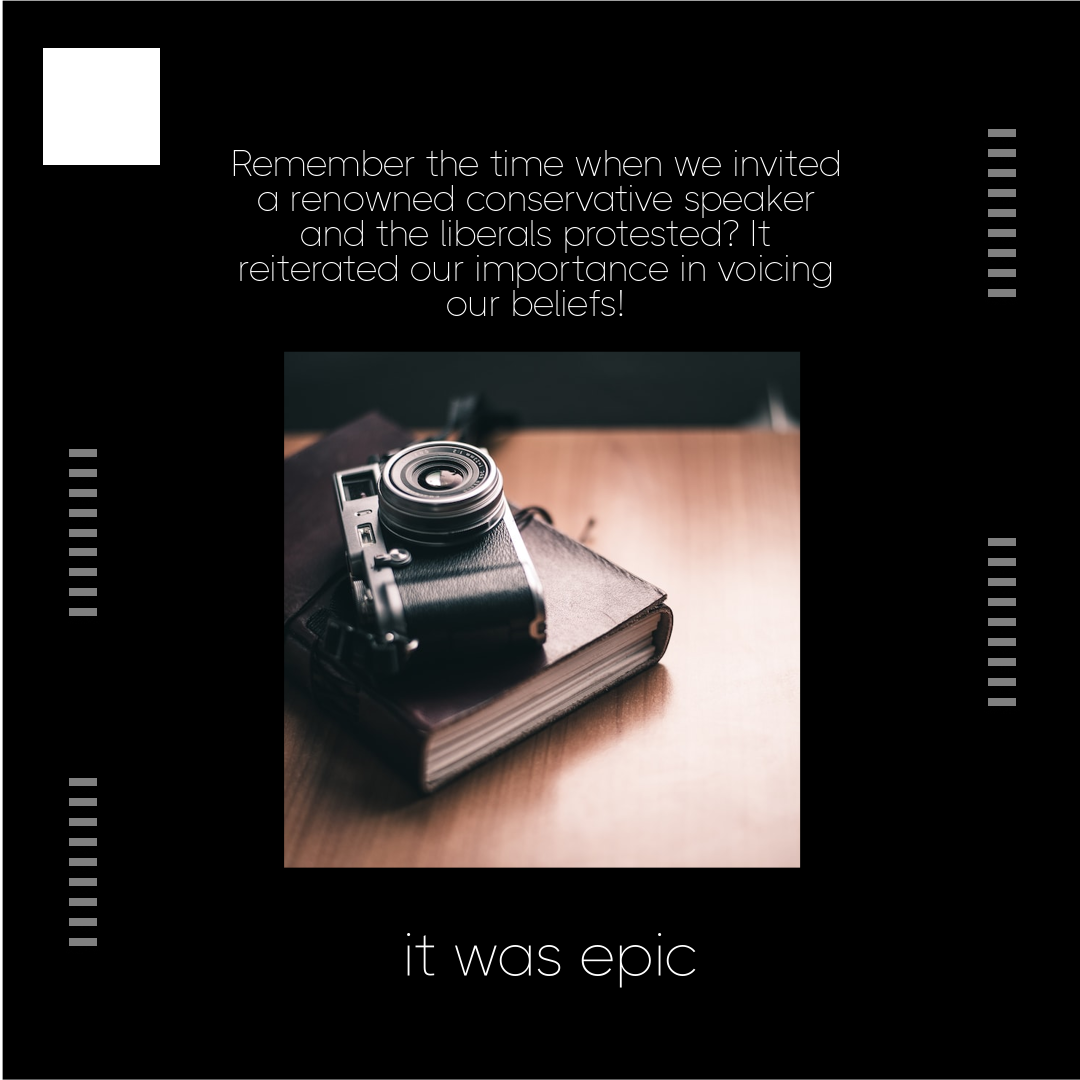 Remember the time when we invited
a renowned conservative speaker
and the liberals protested? It
reiterated our importance in voicing
our beliefs!
it was epic